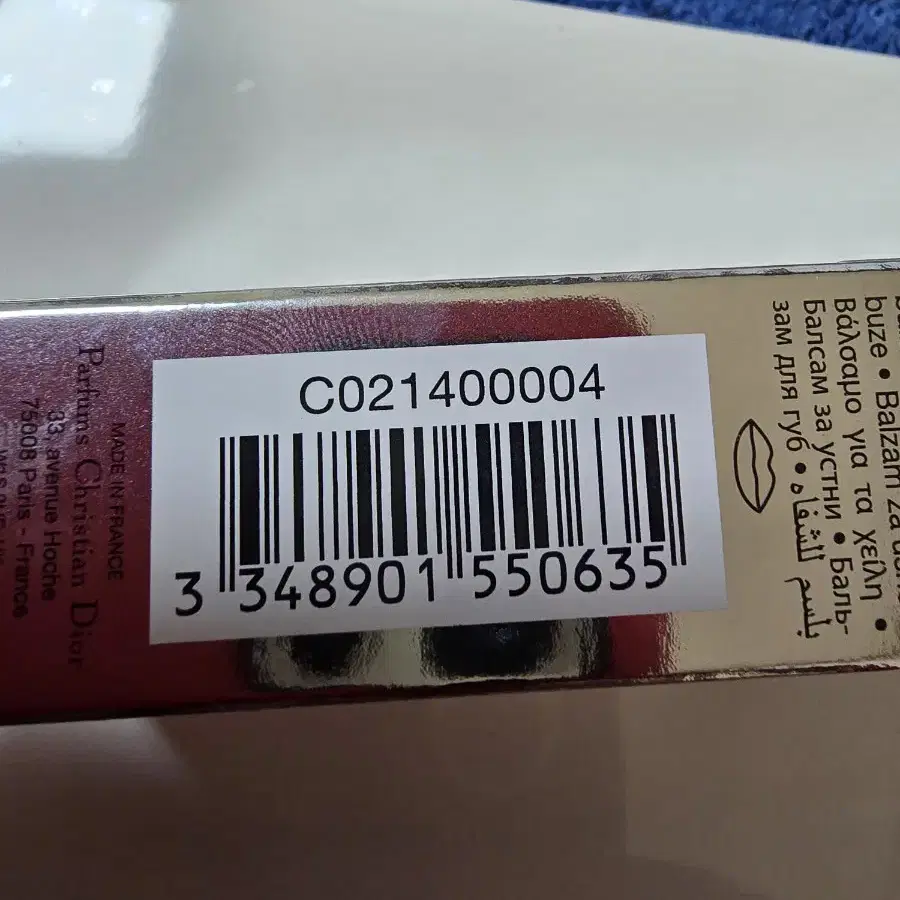 C021400004
3 348901 550635
MADE IN FRANCE
Parfums Christian Dior
33, avenue Hoche
75008 Paris - France
buze • Balzam za
Βάλσαμο για τα χείλη •
Балсам за устни • Баль-
зам для губ • بلسم للشفاه